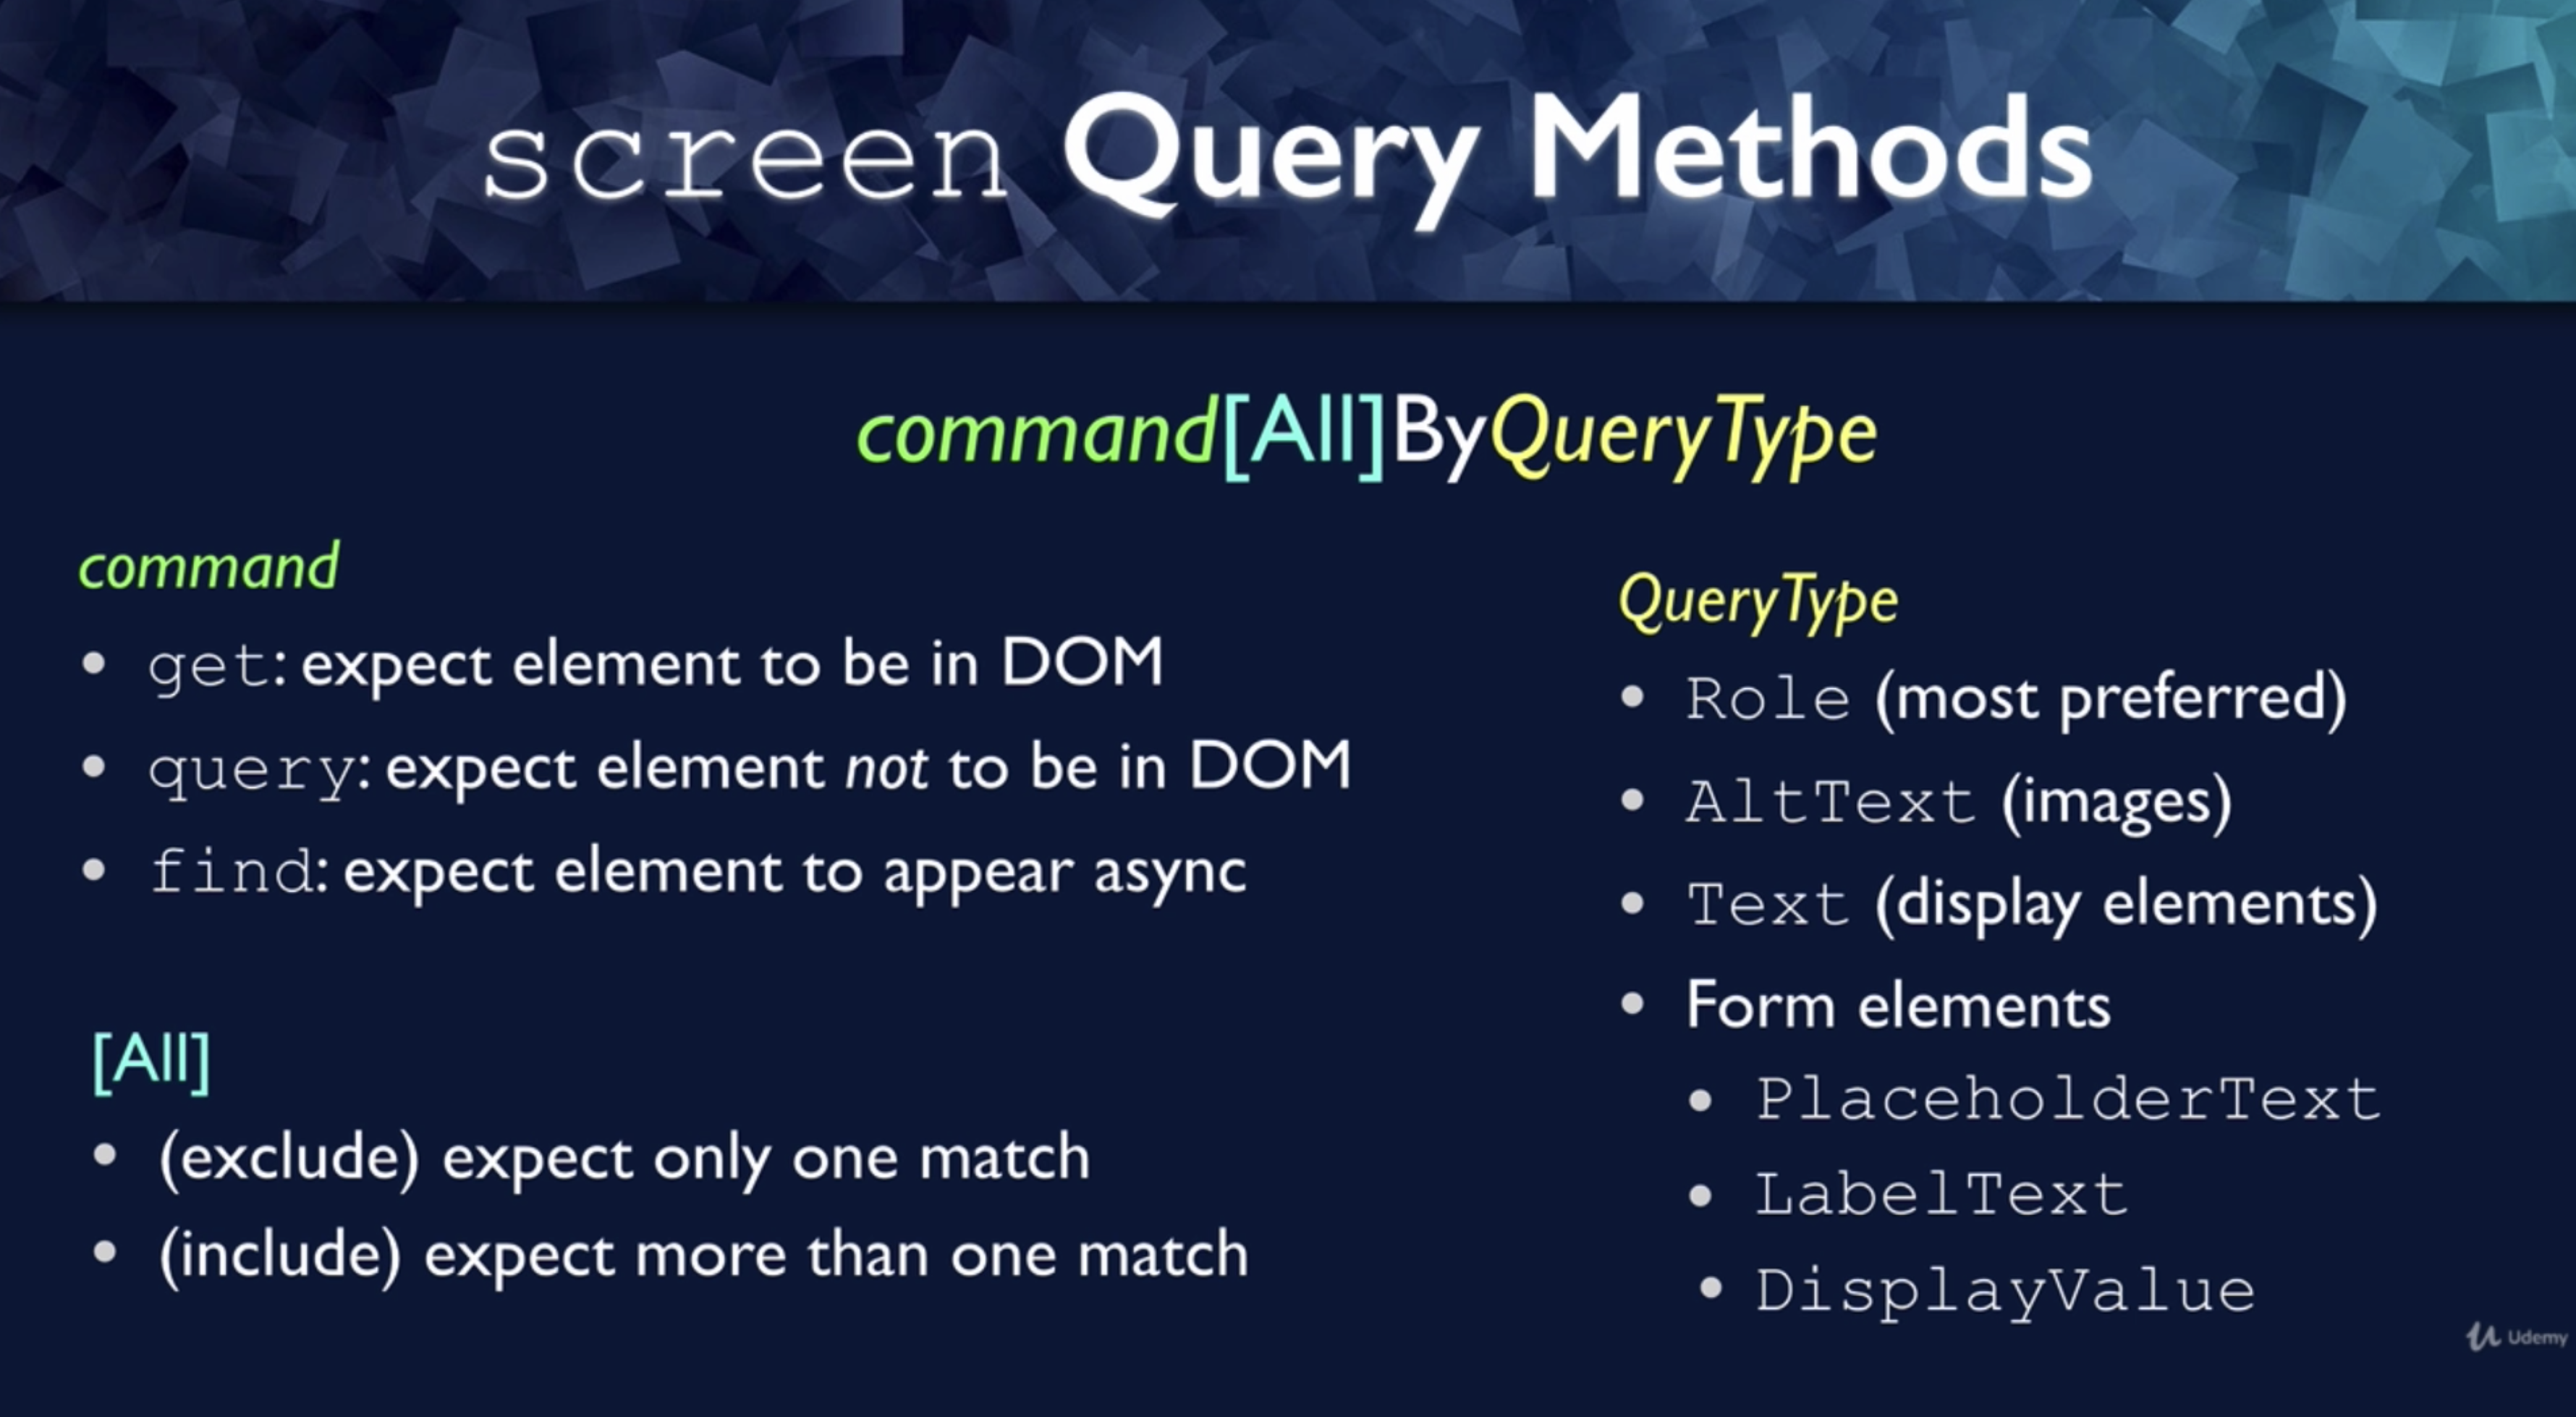 screen Query Methods
command[All]ByQueryType
command
• get: expect element to be in DOM
• query: expect element not to be in DOM
• find: expect element to appear async
[All]
• (exclude) expect only one match
• (include) expect more than one match
QueryType
• Role (most preferred)
• AltText (images)
• Text (display elements)
• Form elements
• PlaceholderText
• LabelText
• DisplayValue
Udemy